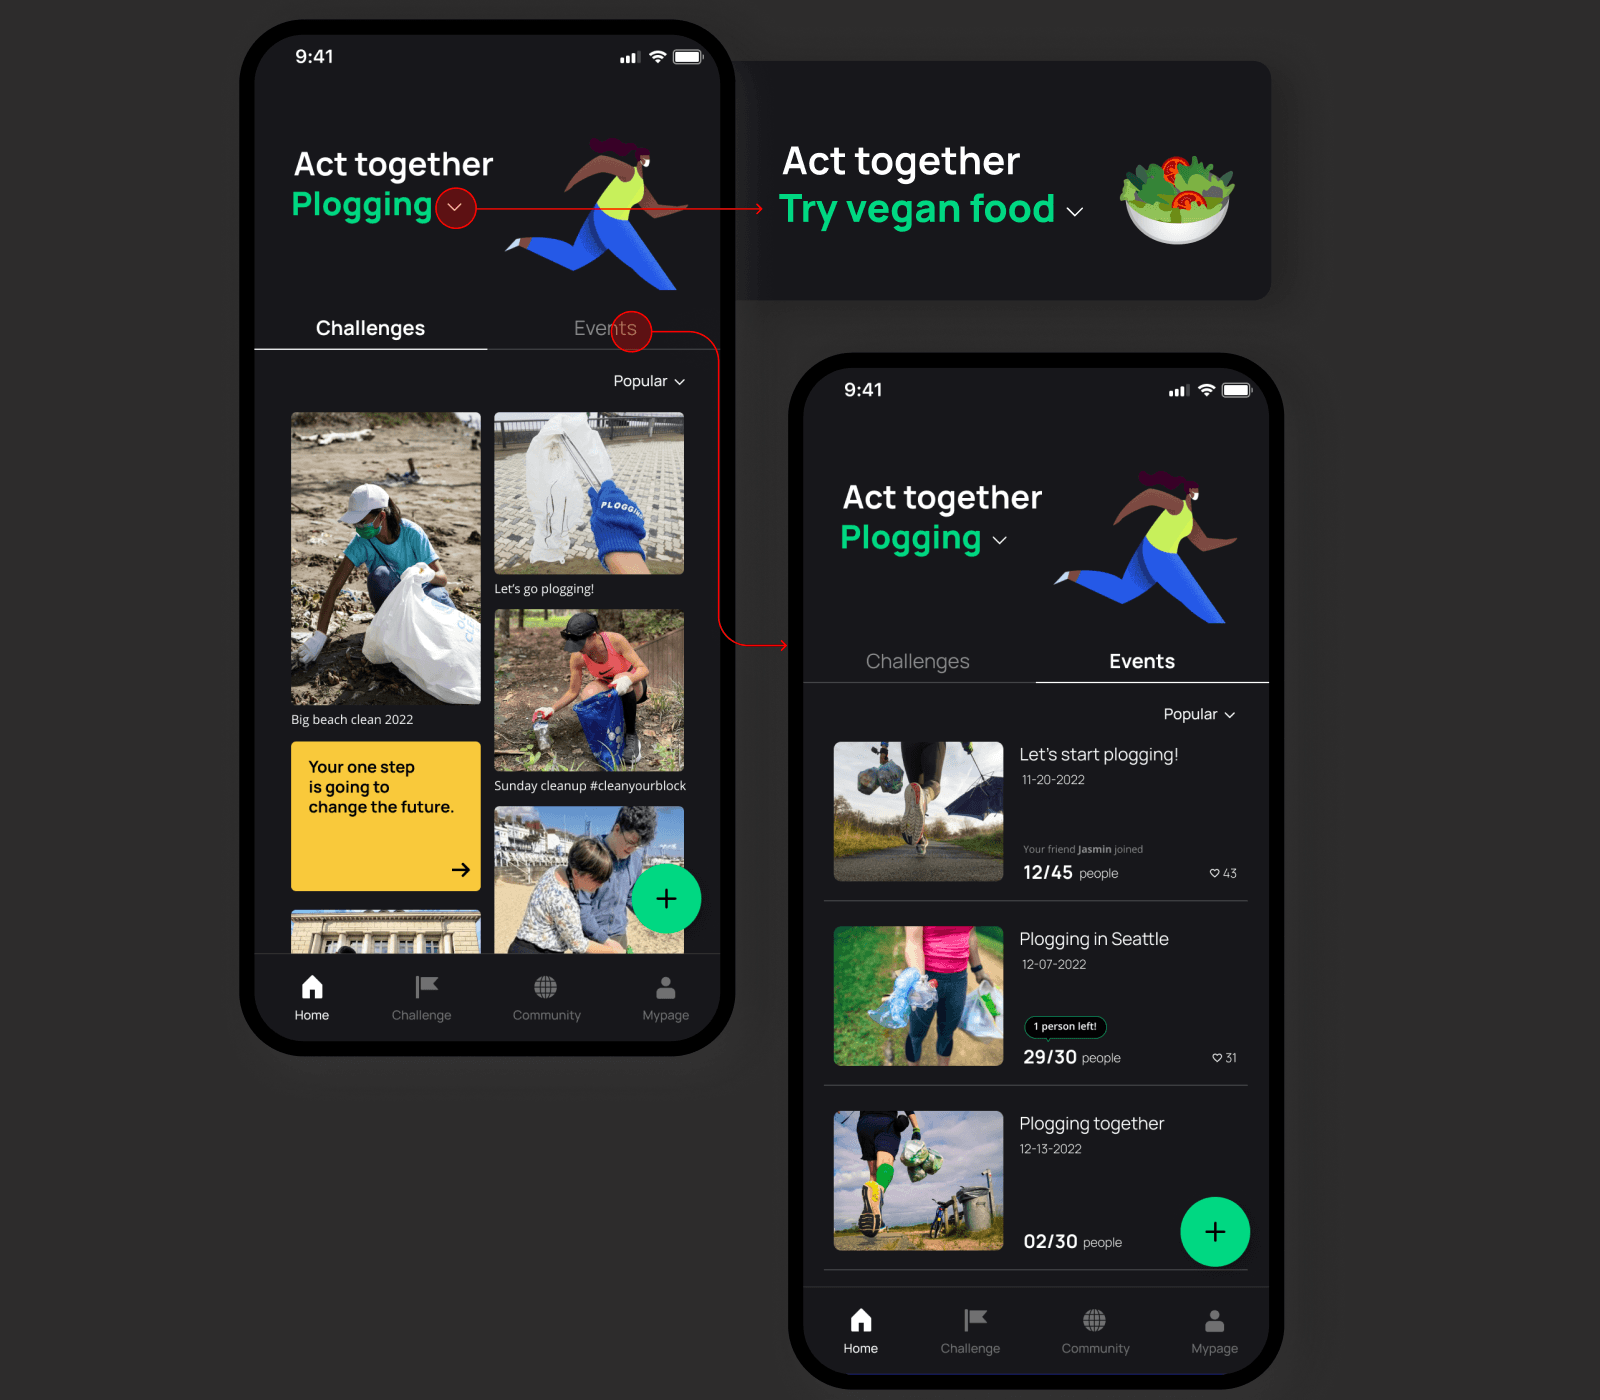 9:41
Act together
Plogging
Challenges
Events
Popular
PLOGGING
Let's go plogging!
Big beach clean 2022
Your one step
is going to
change the future.
Sunday cleanup #cleanyourblock
Home
Challenge
Community
Mypage
Act together
Try vegan food
9:41
Act together
Plogging
Challenges
Events
Popular
Let's start plogging!
11-20-2022
Your friend Jasmin joined
12/45 people
43
Plogging in Seattle
12-07-2022
1 person left!
29/30 people
31
Plogging together
12-13-2022
02/30 people
Home
Challenge
Community
Mypage